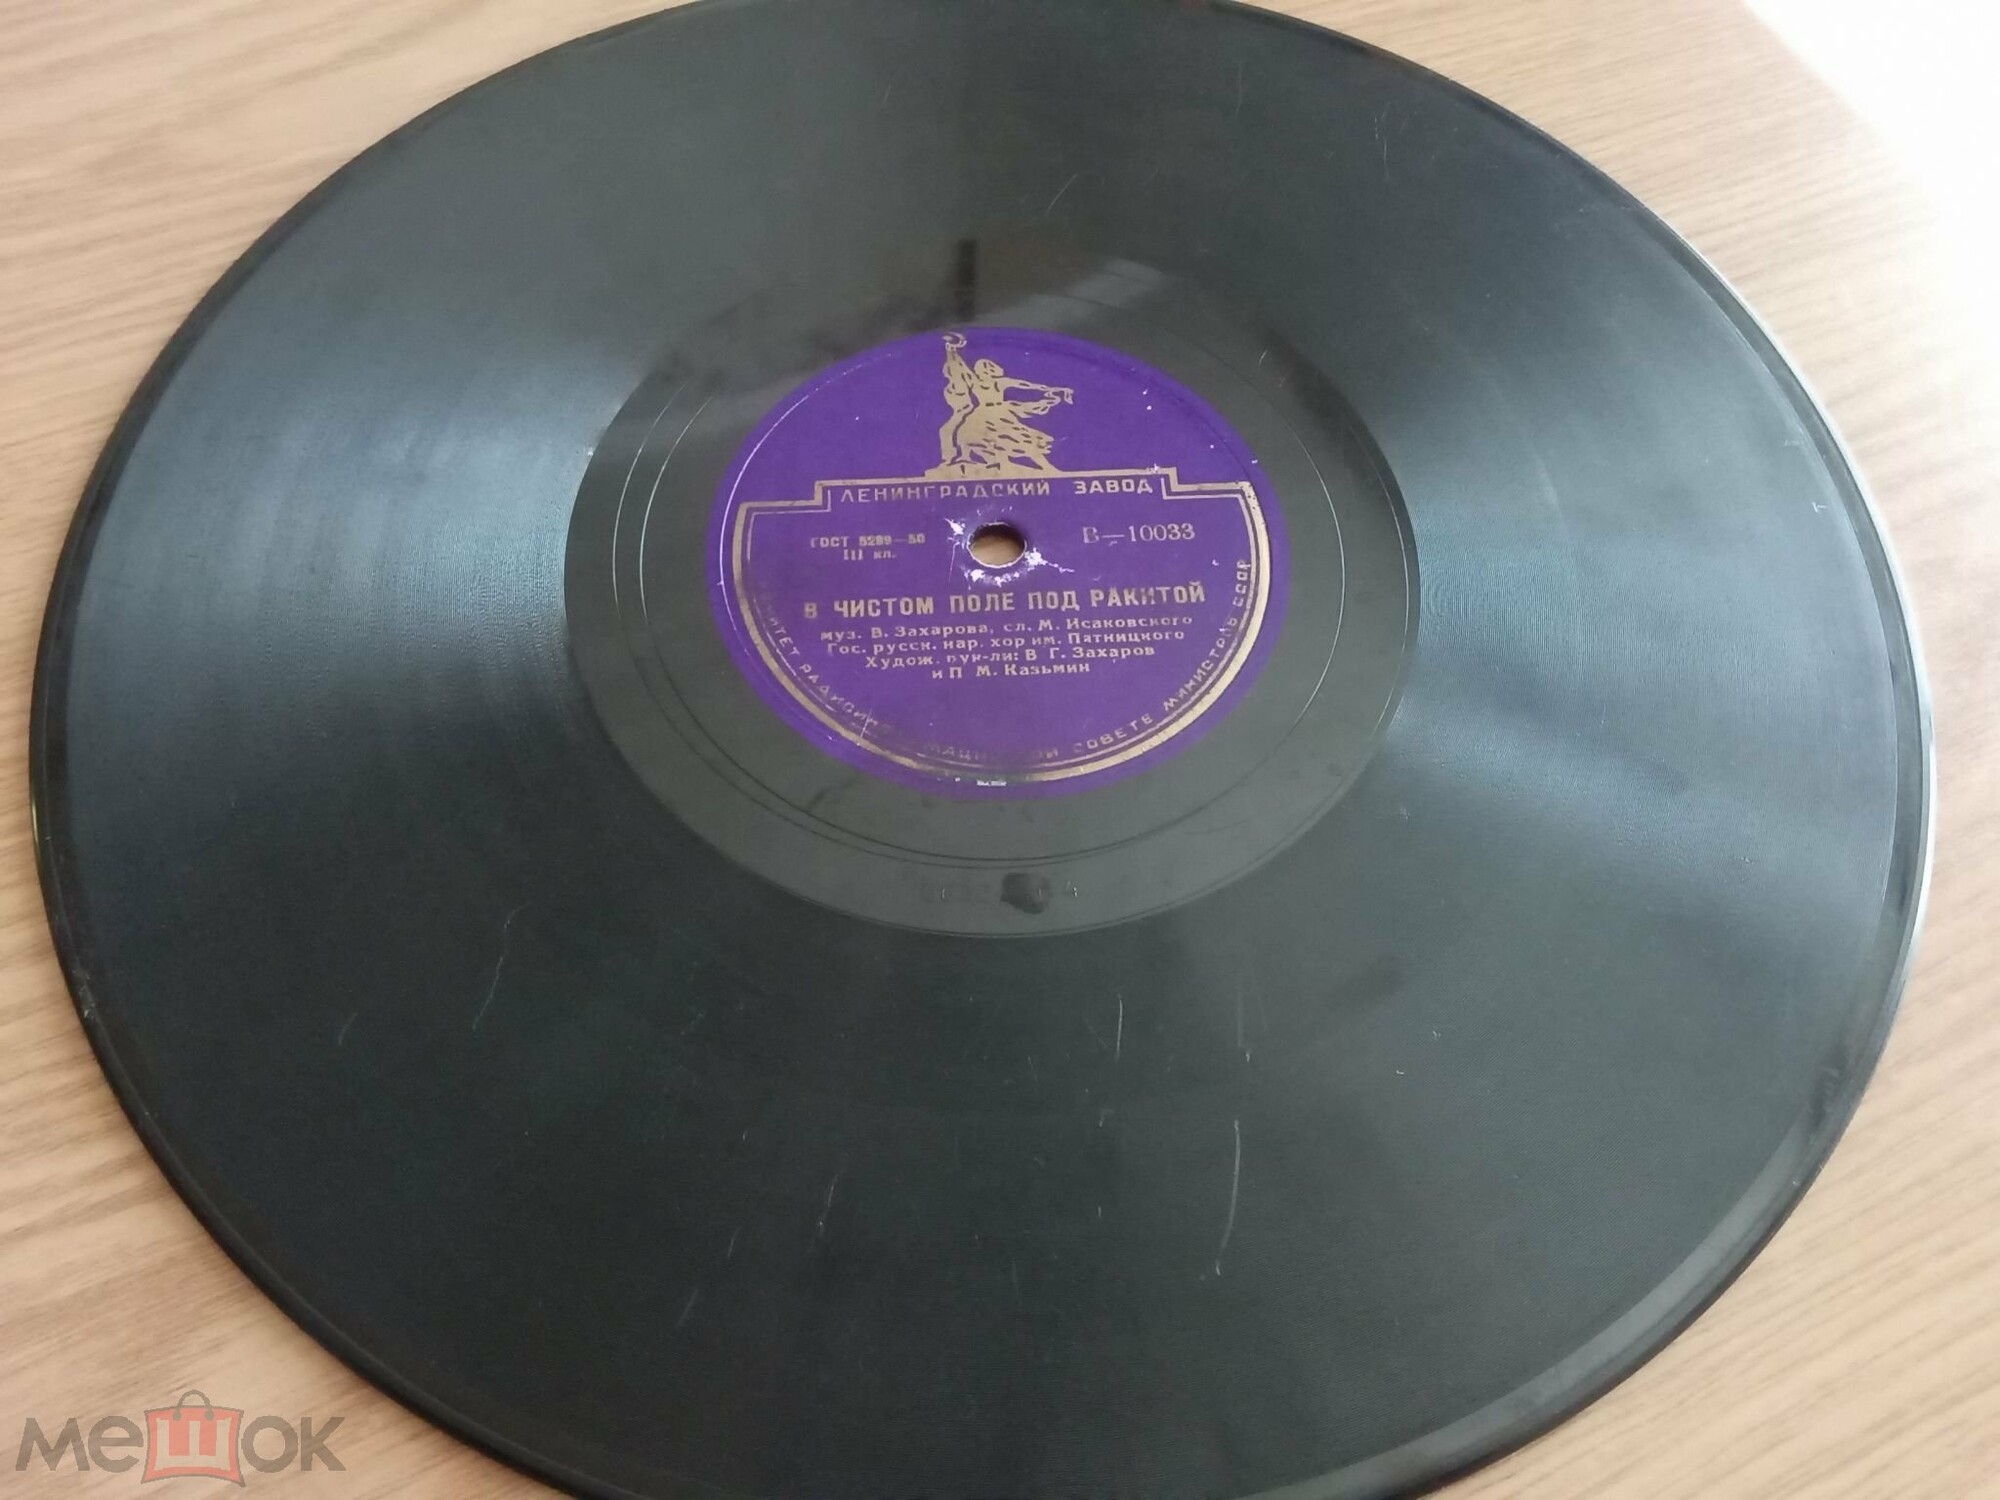 ЛЕНИНГРАДСКИЙ ЗАВОД
ГОСТ 5289—50
III кл.
В—10033
В ЧИСТОМ ПОЛЕ ПОД РАКИТОЙ
муз. В. Захарова, сл. М. Исаковского
Гос. русск. нар. хор им. Пятницкого
Худож. рук-ли: В Г. Захаров
и П М. Казьмин
СОВЕТЕ МИНИСТРОВ СССР
мешок